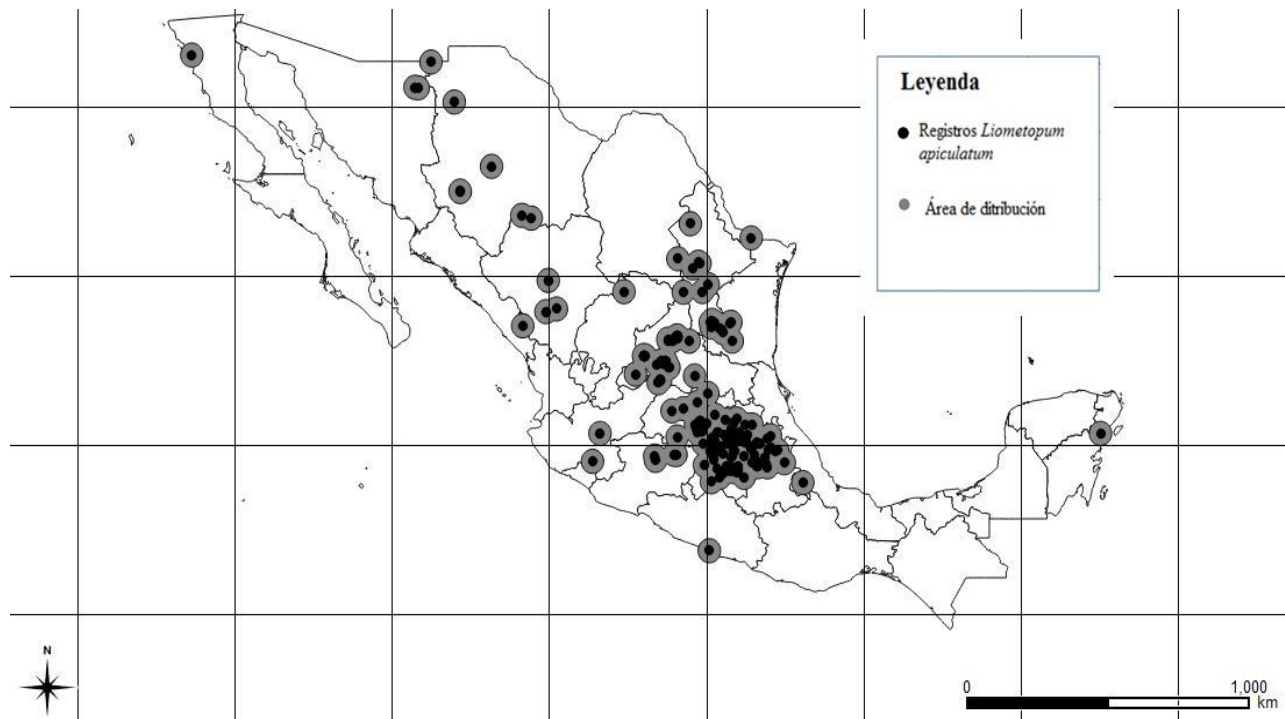 Leyenda
Registros Liometopum
apiculatum
Área de ditribución
N
0 1,000
km